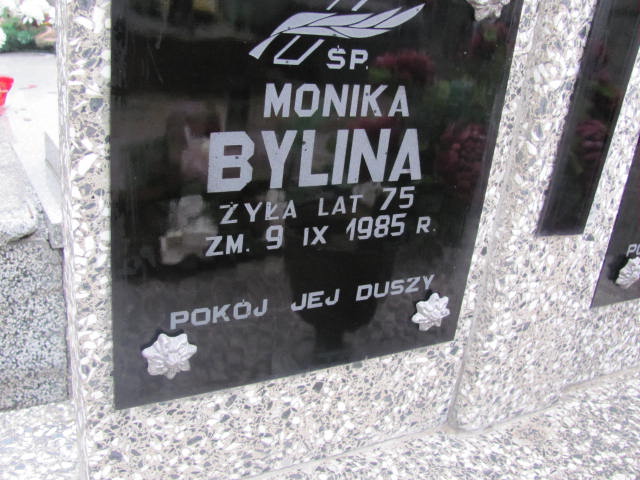 ŚP.
MONIKA
BYLINA
ŻYŁA LAT 75
ZM. 9 IX 1985 R.
POKÓJ JEJ DUSZY